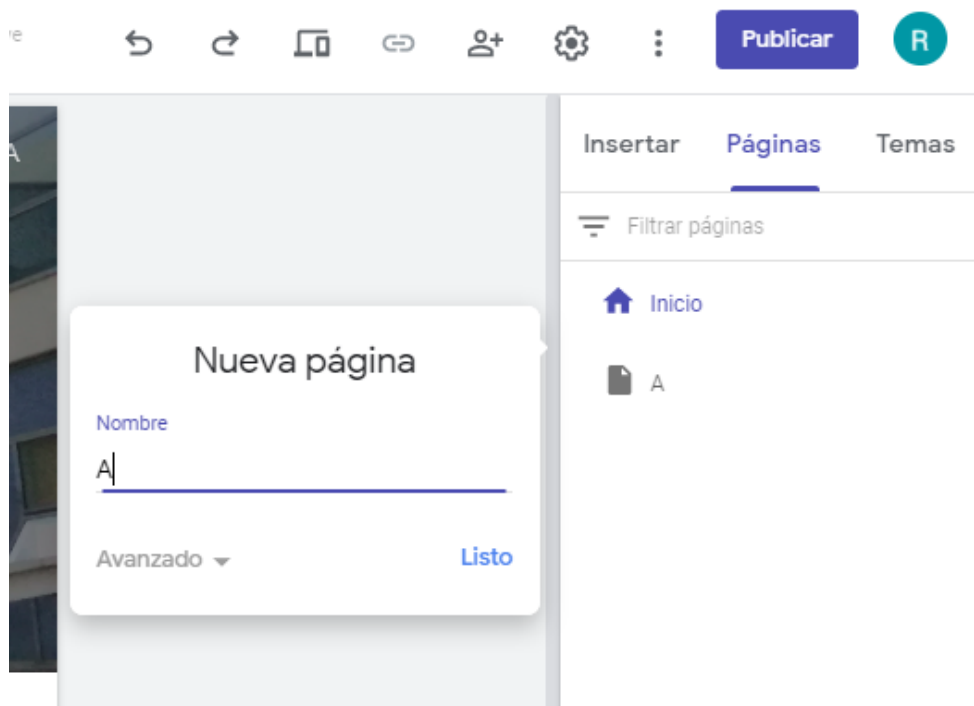 Publicar
R
Insertar Páginas Temas
Filtrar páginas
Inicio
A
Nueva página
Nombre
A
Avanzado
Listo
A